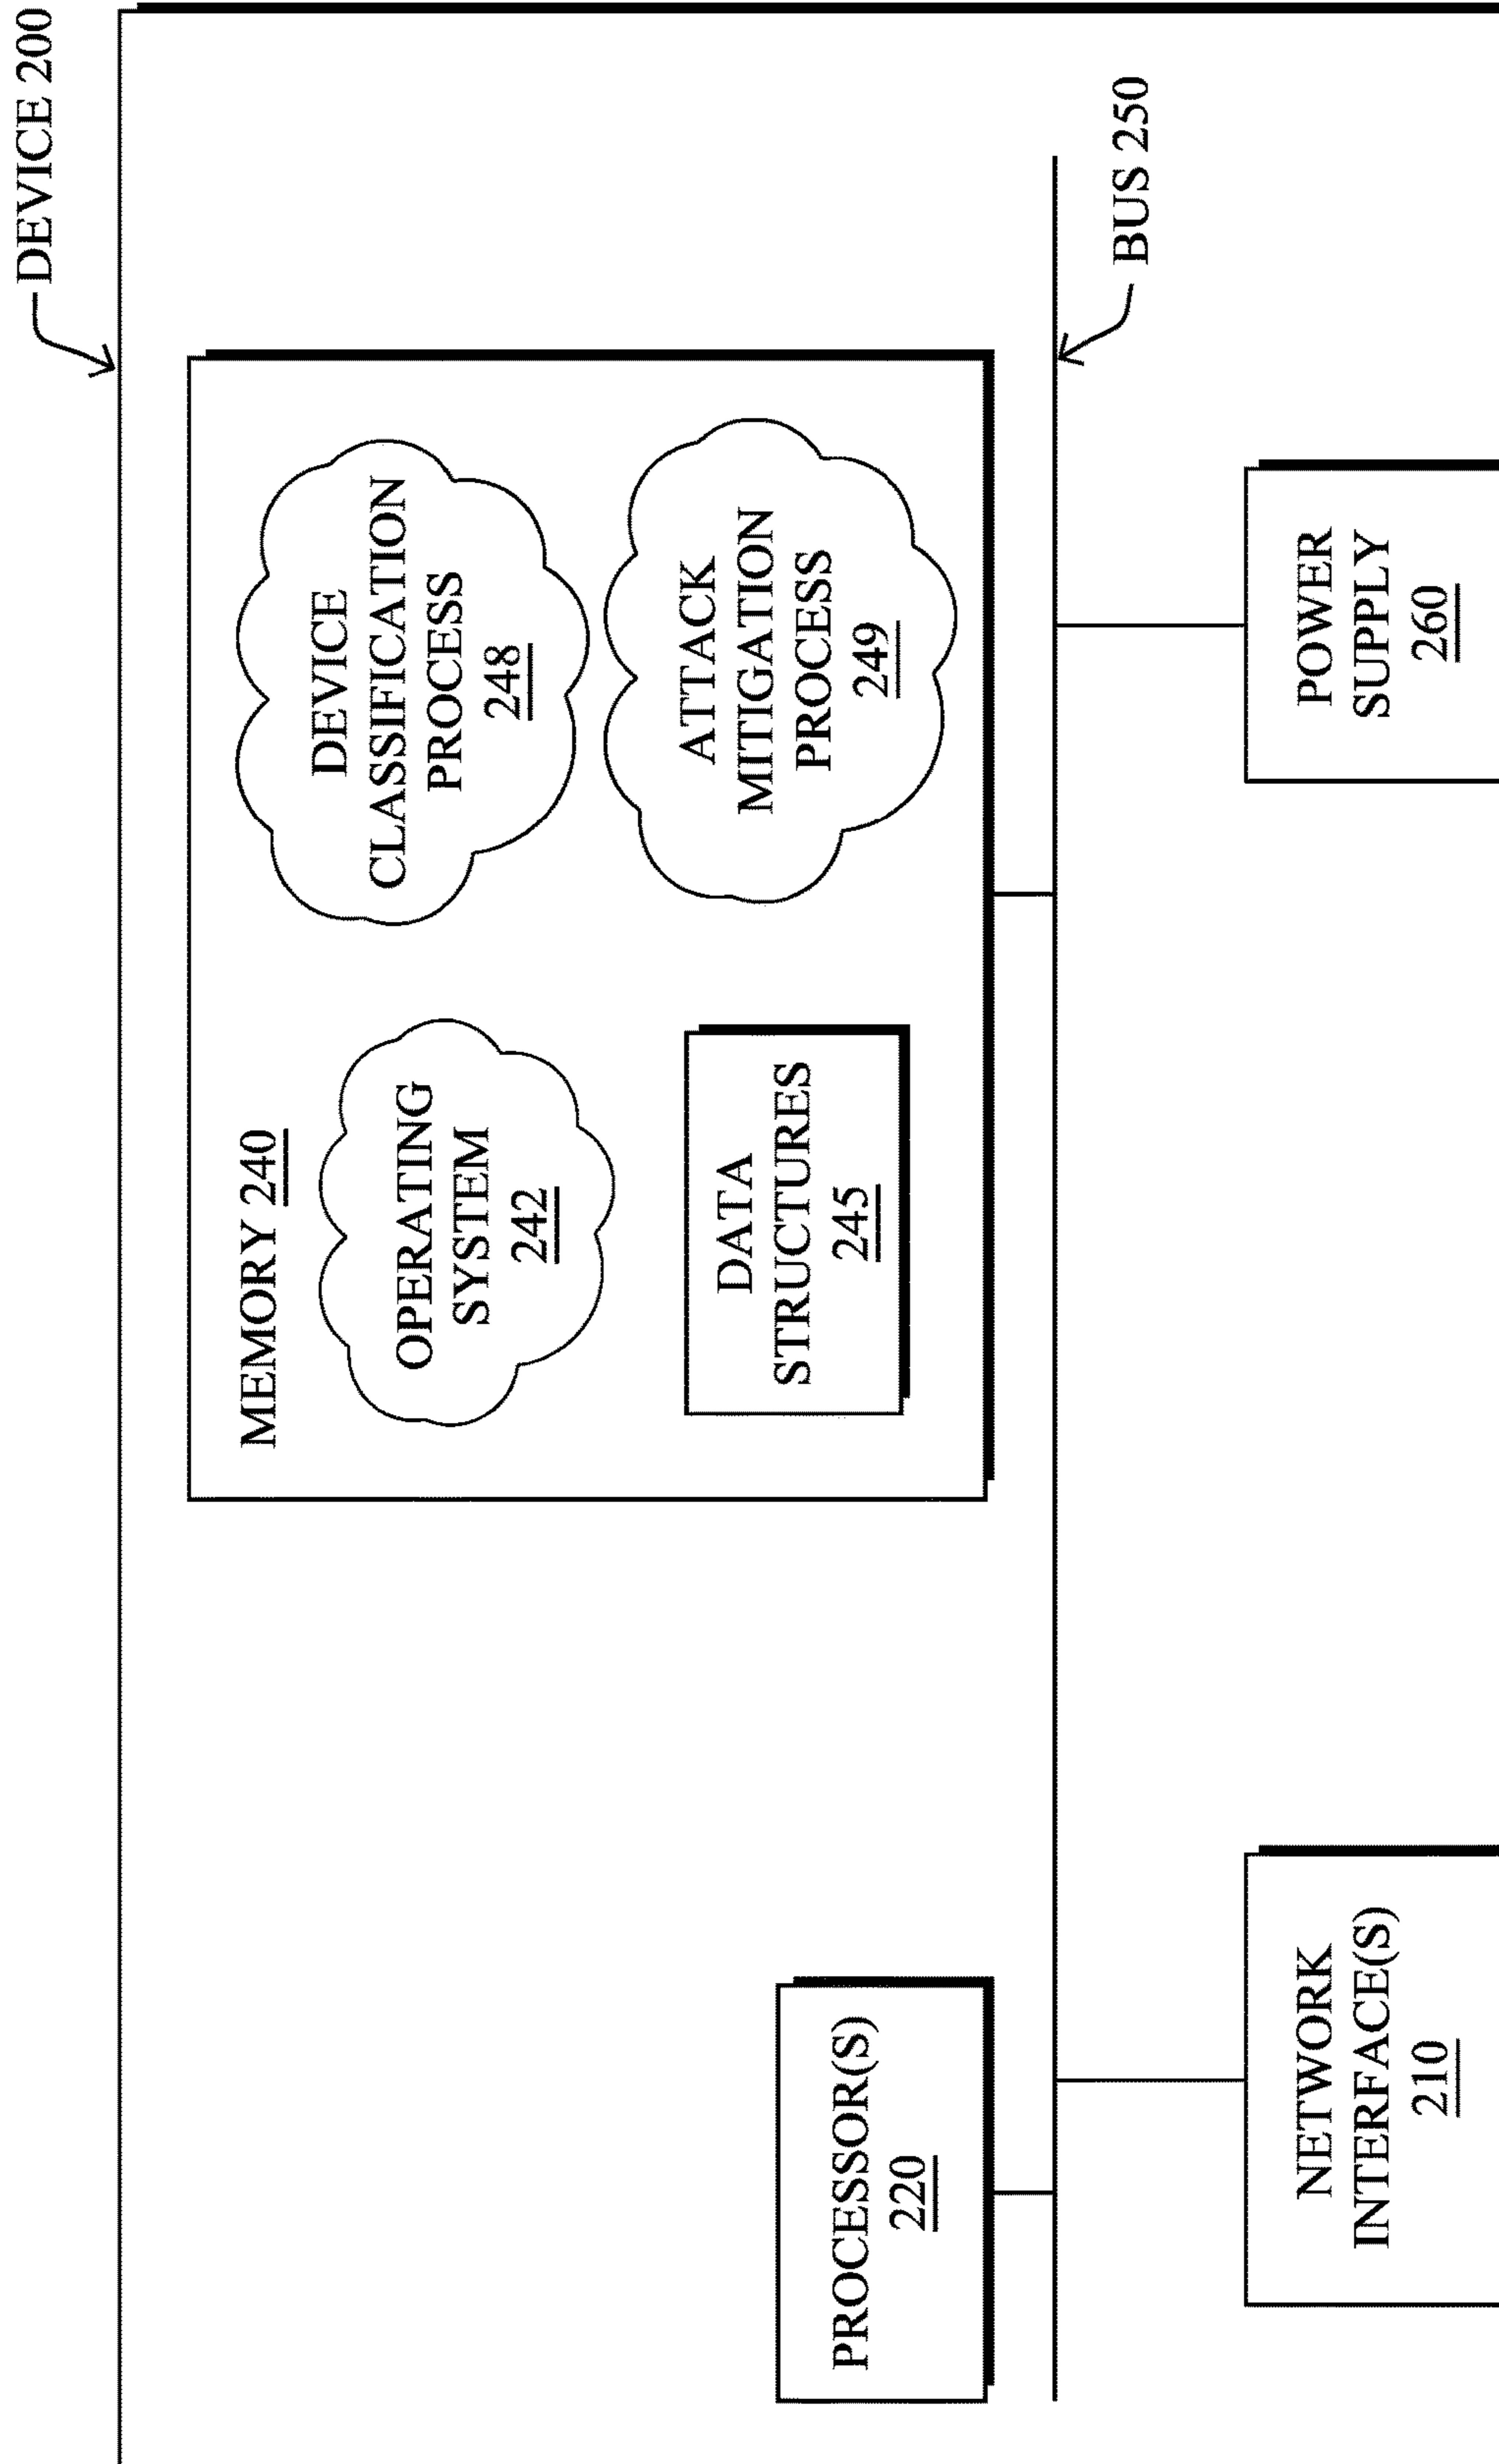 DEVICE 200
MEMORY 240
OPERATING
SYSTEM
242
DEVICE
CLASSIFICATION
PROCESS
248
DATA
STRUCTURES
245
ATTACK
MITIGATION
PROCESS
249
PROCESSOR(S)
220
BUS 250
NETWORK
INTERFACE(S)
210
POWER
SUPPLY
260